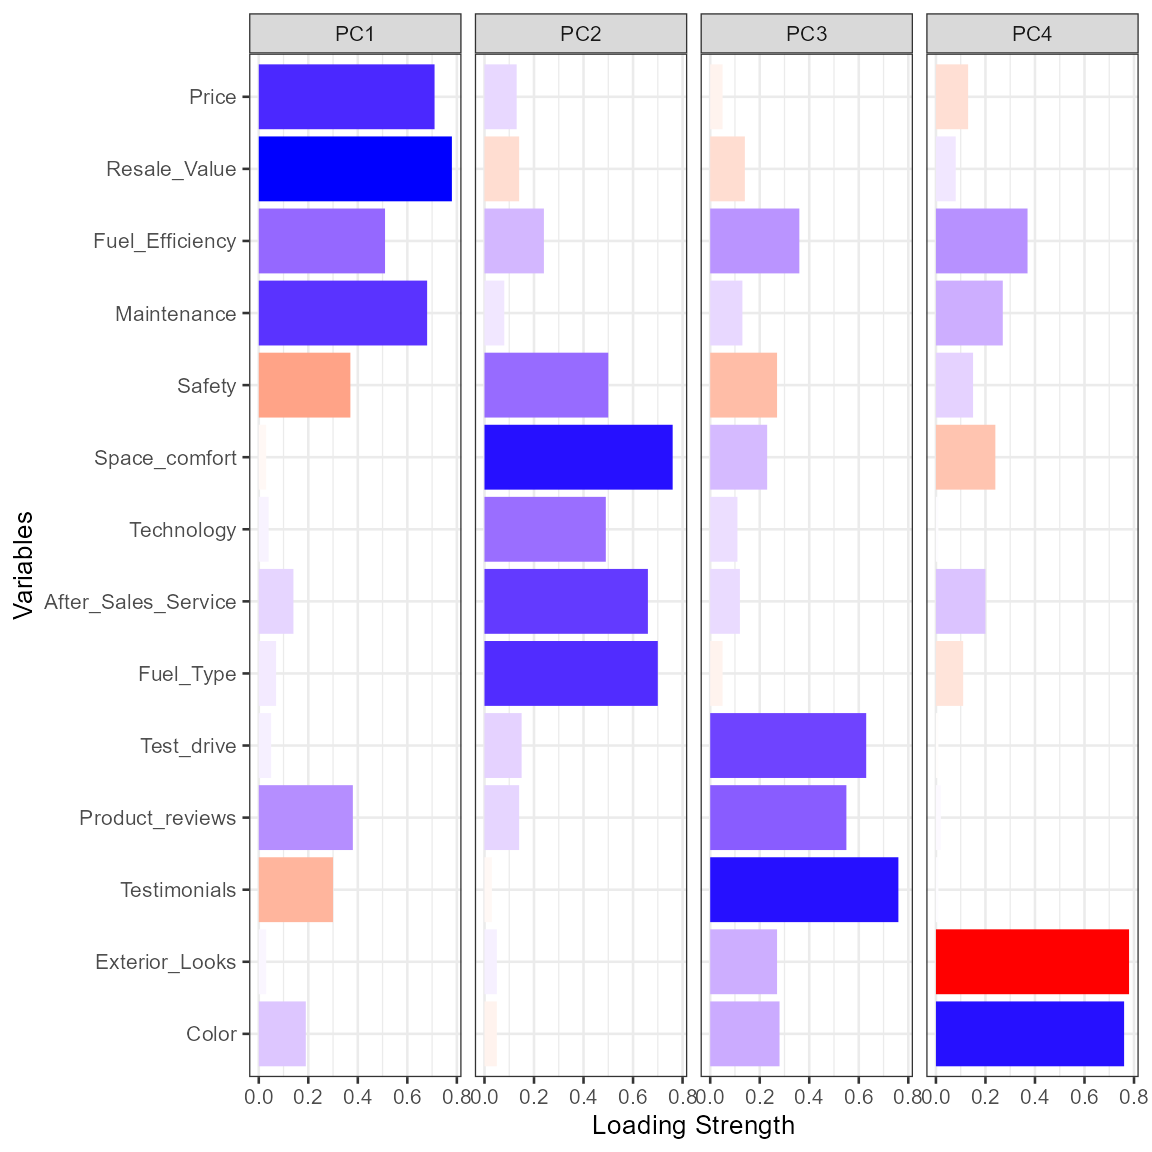 PC1 PC2 PC3 PC4
Price
Resale_Value
Fuel_Efficiency
Maintenance
Safety
Space_comfort
Technology
After_Sales_Service
Fuel_Type
Test_drive
Product_reviews
Testimonials
Exterior_Looks
Color
Variables
0.0 0.2 0.4 0.6 0.8 0.0 0.2 0.4 0.6 0.8 0.0 0.2 0.4 0.6 0.8 0.0 0.2 0.4 0.6 0.8
Loading Strength